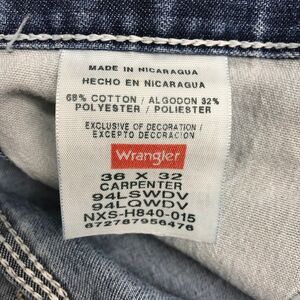 MADE IN NICARAGUA
HECHO EN NICARAGUA
68% COTTON / ALGODON 32%
POLYESTER / POLIESTER
EXCLUSIVE OF DECORATION /
EXCEPTO DECORACION
Wrangler
36 X 32
CARPENTER
94LSWDV
94LQWDV
NXS-H840-015
672787956476